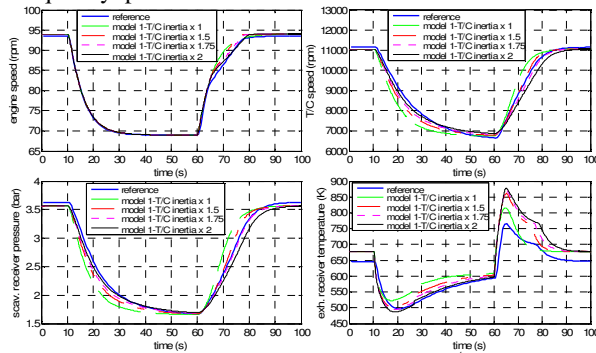 reference
model 1-T/C inertia x 1
model 1-T/C inertia x 1.5
model 1-T/C inertia x 1.75
model 1-T/C inertia x 2
engine speed (rpm)
100
95
90
85
80
75
70
65
0 10 20 30 40 50 60 70 80 90 100
time (s)
reference
model 1-T/C inertia x 1
model 1-T/C inertia x 1.5
model 1-T/C inertia x 1.75
model 1-T/C inertia x 2
T/C speed (rpm)
13000
12000
11000
10000
9000
8000
7000
6000
0 10 20 30 40 50 60 70 80 90 100
time (s)
reference
model 1-T/C inertia x 1
model 1-T/C inertia x 1.5
model 1-T/C inertia x 1.75
model 1-T/C inertia x 2
scav. receiver pressure (bar)
4
3.5
3
2.5
2
1.5
0 10 20 30 40 50 60 70 80 90 100
time (s)
reference
model 1-T/C inertia x 1
model 1-T/C inertia x 1.5
model 1-T/C inertia x 1.75
model 1-T/C inertia x 2
exh. receiver temperature (K)
900
850
800
750
700
650
600
550
500
450
0 10 20 30 40 50 60 70 80 90 100
time (s)